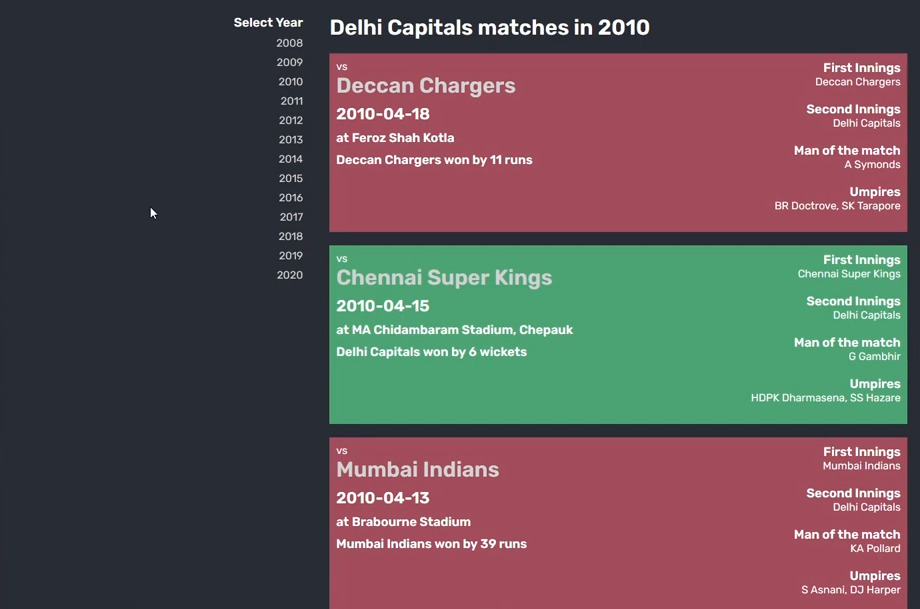 Select Year
2008
2009
2010
2011
2012
2013
2014
2015
2016
2017
2018
2019
2020
Delhi Capitals matches in 2010
vs
Deccan Chargers
2010-04-18
at Feroz Shah Kotla
Deccan Chargers won by 11 runs
First Innings
Deccan Chargers
Second Innings
Delhi Capitals
Man of the match
A Symonds
Umpires
BR Doctrove, SK Tarapore
vs
Chennai Super Kings
2010-04-15
at MA Chidambaram Stadium, Chepauk
Delhi Capitals won by 6 wickets
First Innings
Chennai Super Kings
Second Innings
Delhi Capitals
Man of the match
G Gambhir
Umpires
HDPK Dharmasena, SS Hazare
vs
Mumbai Indians
2010-04-13
at Brabourne Stadium
Mumbai Indians won by 39 runs
First Innings
Mumbai Indians
Second Innings
Delhi Capitals
Man of the match
KA Pollard
Umpires
S Asnani, DJ Harper